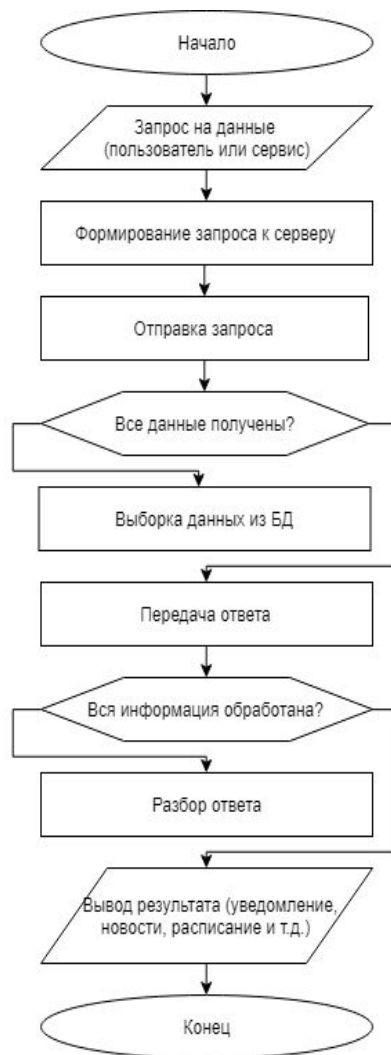 Начало
Запрос на данные
(пользователь или сервис)
Формирование запроса к серверу
Отправка запроса
Все данные получены?
Выборка данных из БД
Передача ответа
Вся информация обработана?
Разбор ответа
Вывод результата (уведомление,
новости, расписание и т.д.)
Конец